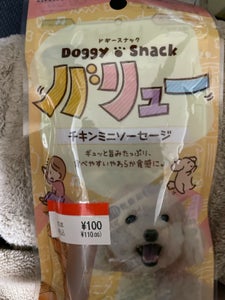 ドギースナック
Doggy Snack
バリュー
チキンミニソーセージ
ギュッと旨みたっぷり、
食べやすいやわらか食感に。
¥100